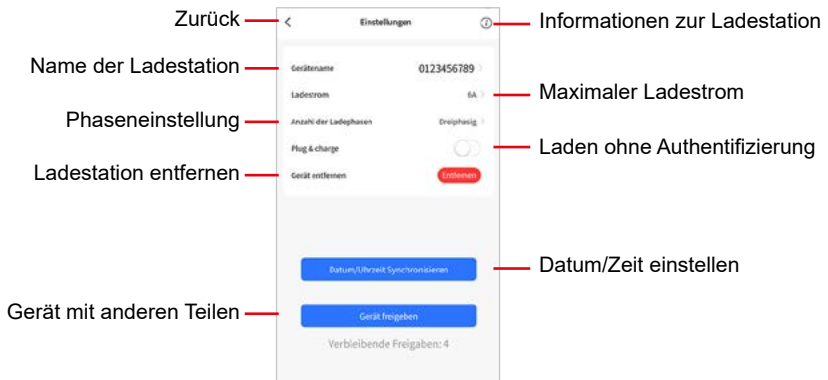 Zurück
Einstellungen
Informationen zur Ladestation
Name der Ladestation
Gerätename
0123456789
Ladestrom
6A
Maximaler Ladestrom
Phaseneinstellung
Anzahl der Ladephasen
Dreiphasig
Plug & charge
Laden ohne Authentifizierung
Ladestation entfernen
Gerät entfernen
Entfernen
Datum/Uhrzeit Synchronisieren
Datum/Zeit einstellen
Gerät mit anderen Teilen
Gerät freigeben
Verbleibende Freigaben: 4